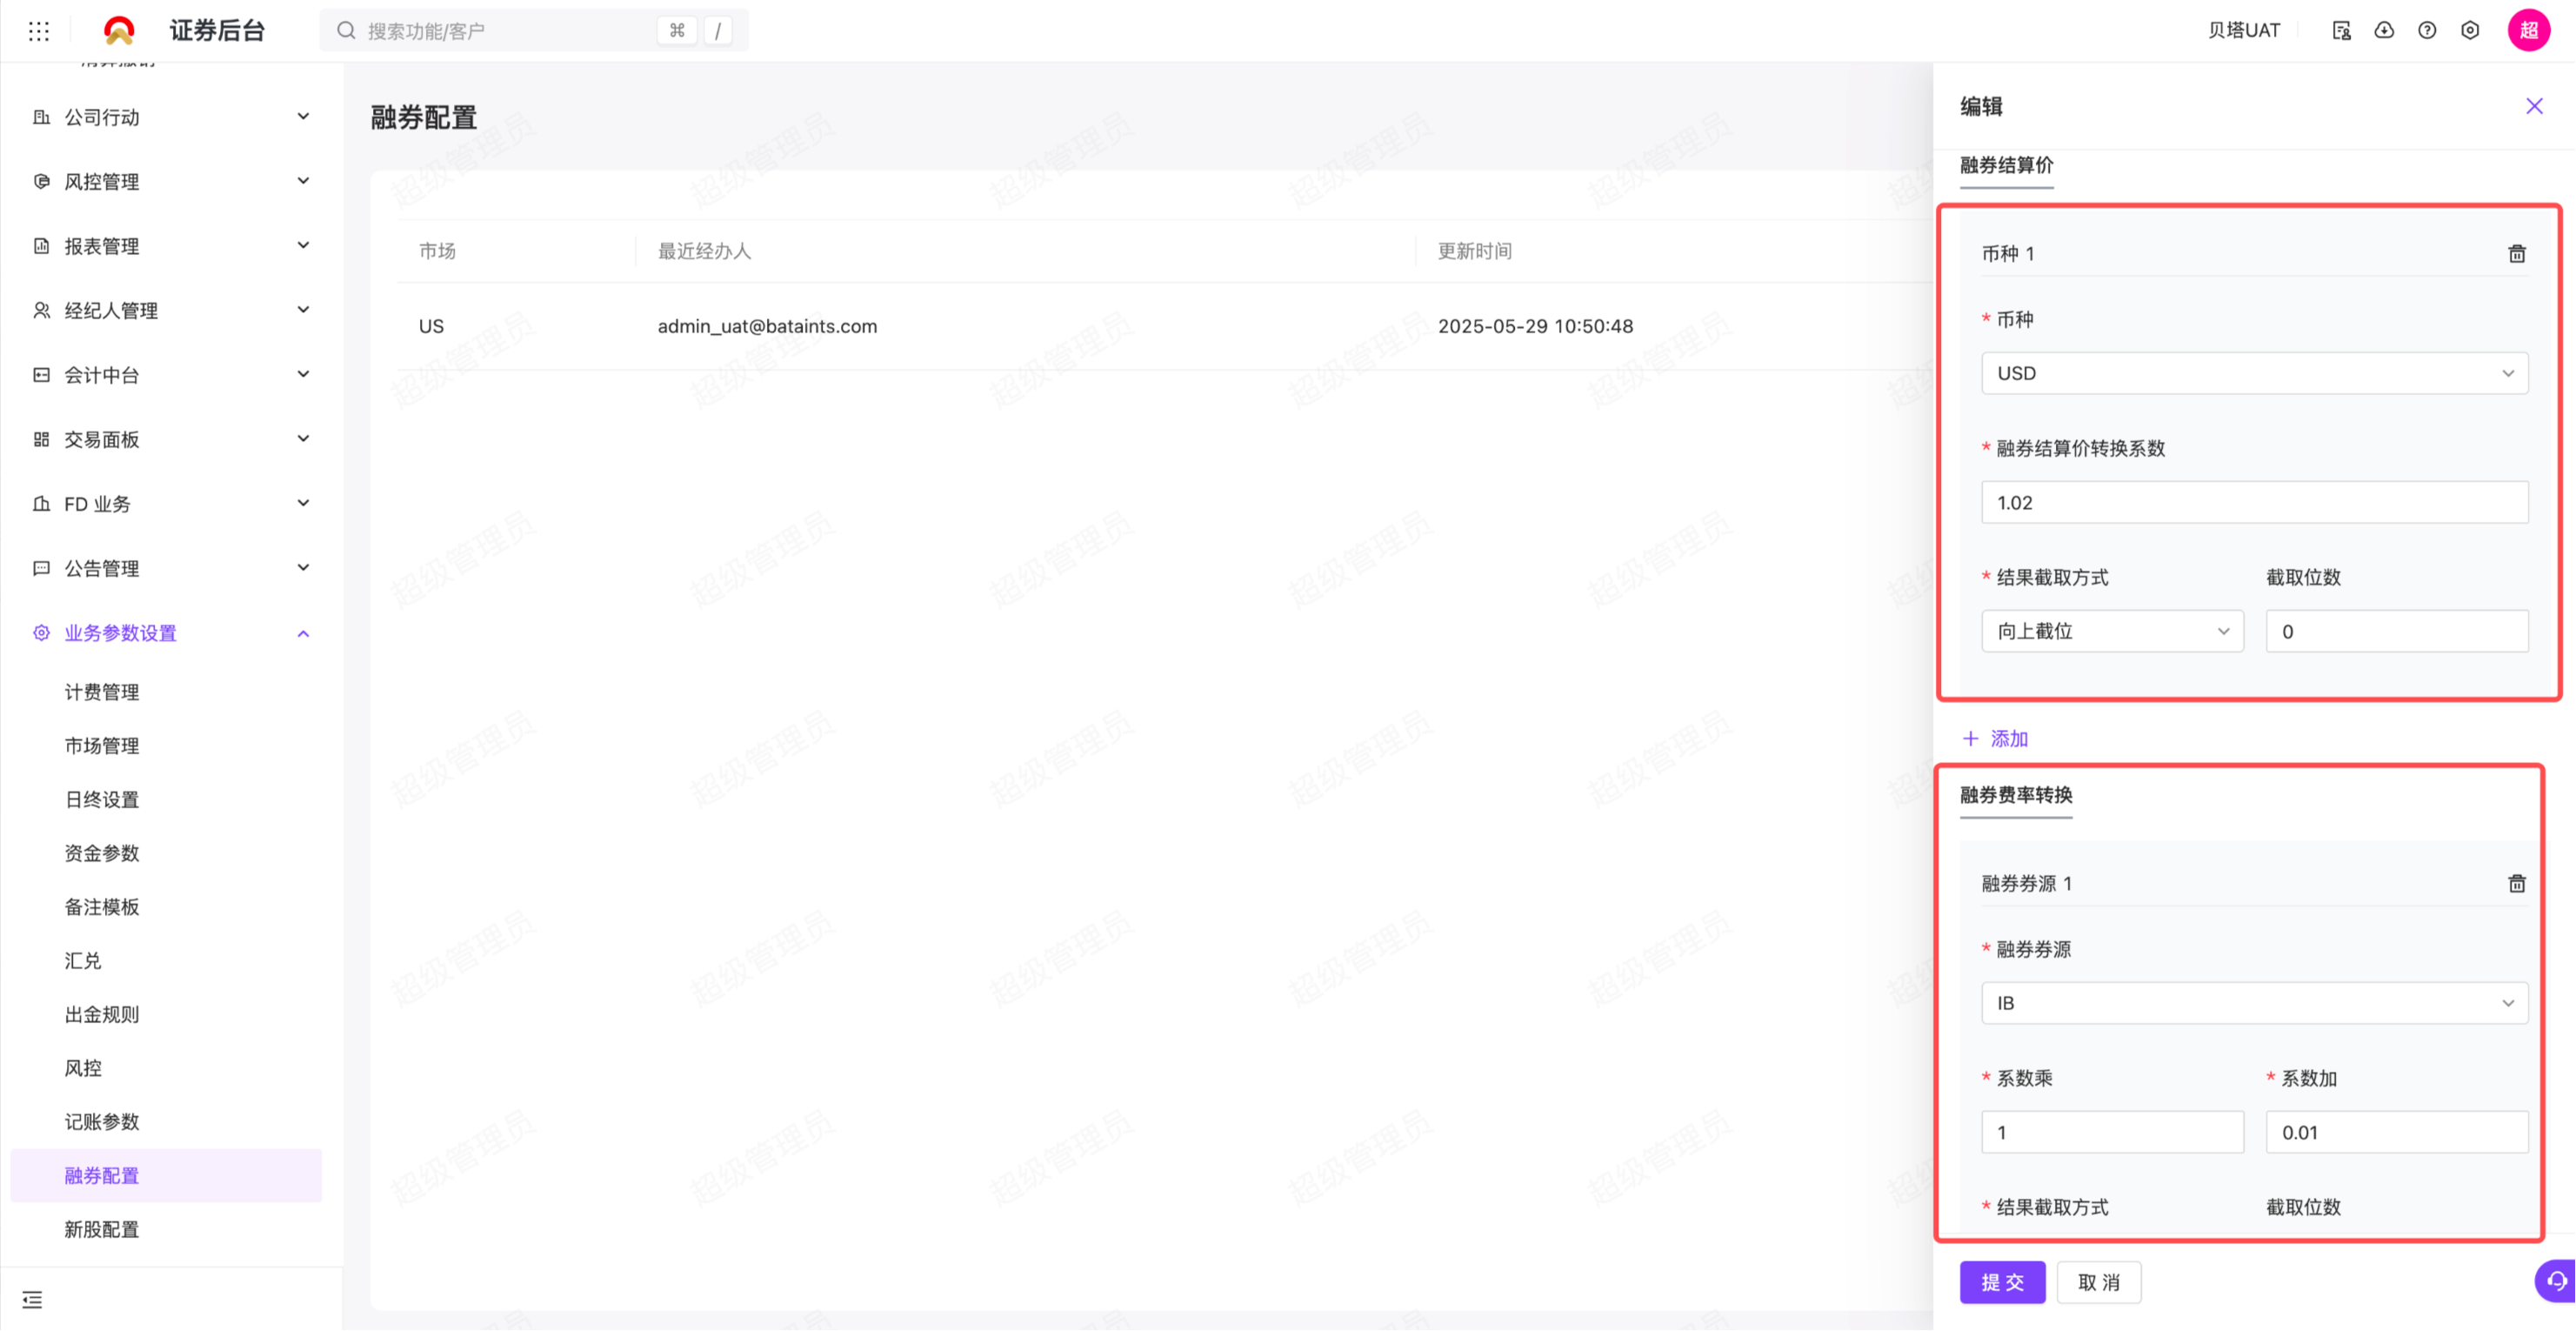 证券后台
搜索功能/客户
⌘ /
贝塔UAT
超
公司行动
风控管理
报表管理
经纪人管理
会计中台
交易面板
FD 业务
公告管理
业务参数设置
计费管理
市场管理
日终设置
资金参数
备注模板
汇兑
出金规则
风控
记账参数
融券配置
新股配置
融券配置
市场 最近经办人 更新时间
US admin_uat@bataints.com 2025-05-29 10:50:48
超级管理员
编辑
融券结算价
币种 1
* 币种
USD
* 融券结算价转换系数
1.02
* 结果截取方式 截取位数
向上截位 0
+ 添加
融券费率转换
融券券源 1
* 融券券源
IB
* 系数乘 * 系数加
1 0.01
* 结果截取方式 截取位数
提 交 取 消